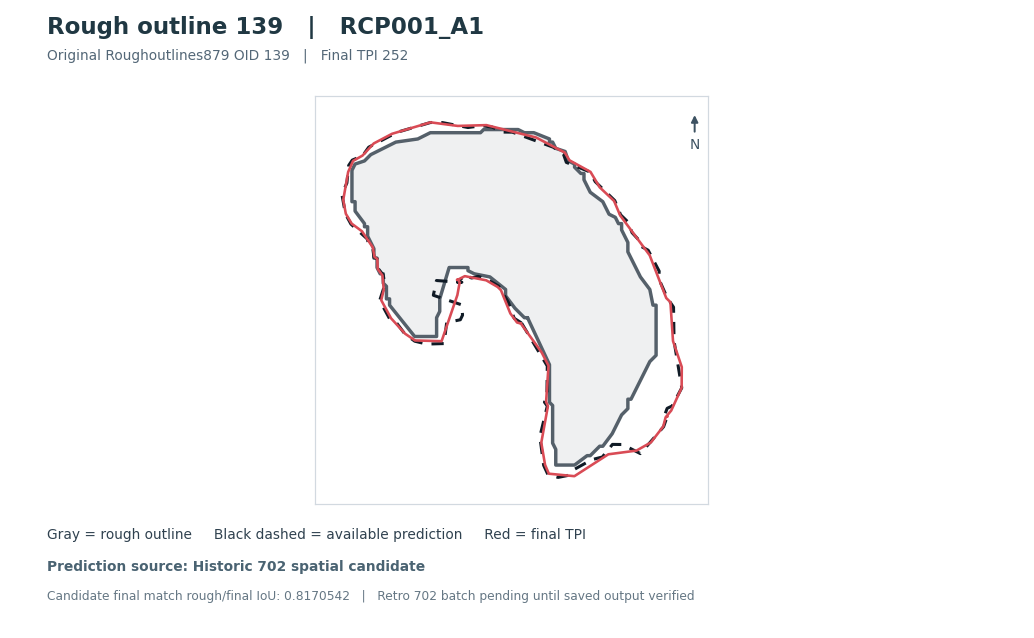 Rough outline 139 | RCP001_A1
Original Roughoutlines879 OID 139 | Final TPI 252
N
Gray = rough outline Black dashed = available prediction Red = final TPI
Prediction source: Historic 702 spatial candidate
Candidate final match rough/final IoU: 0.8170542 | Retro 702 batch pending until saved output verified